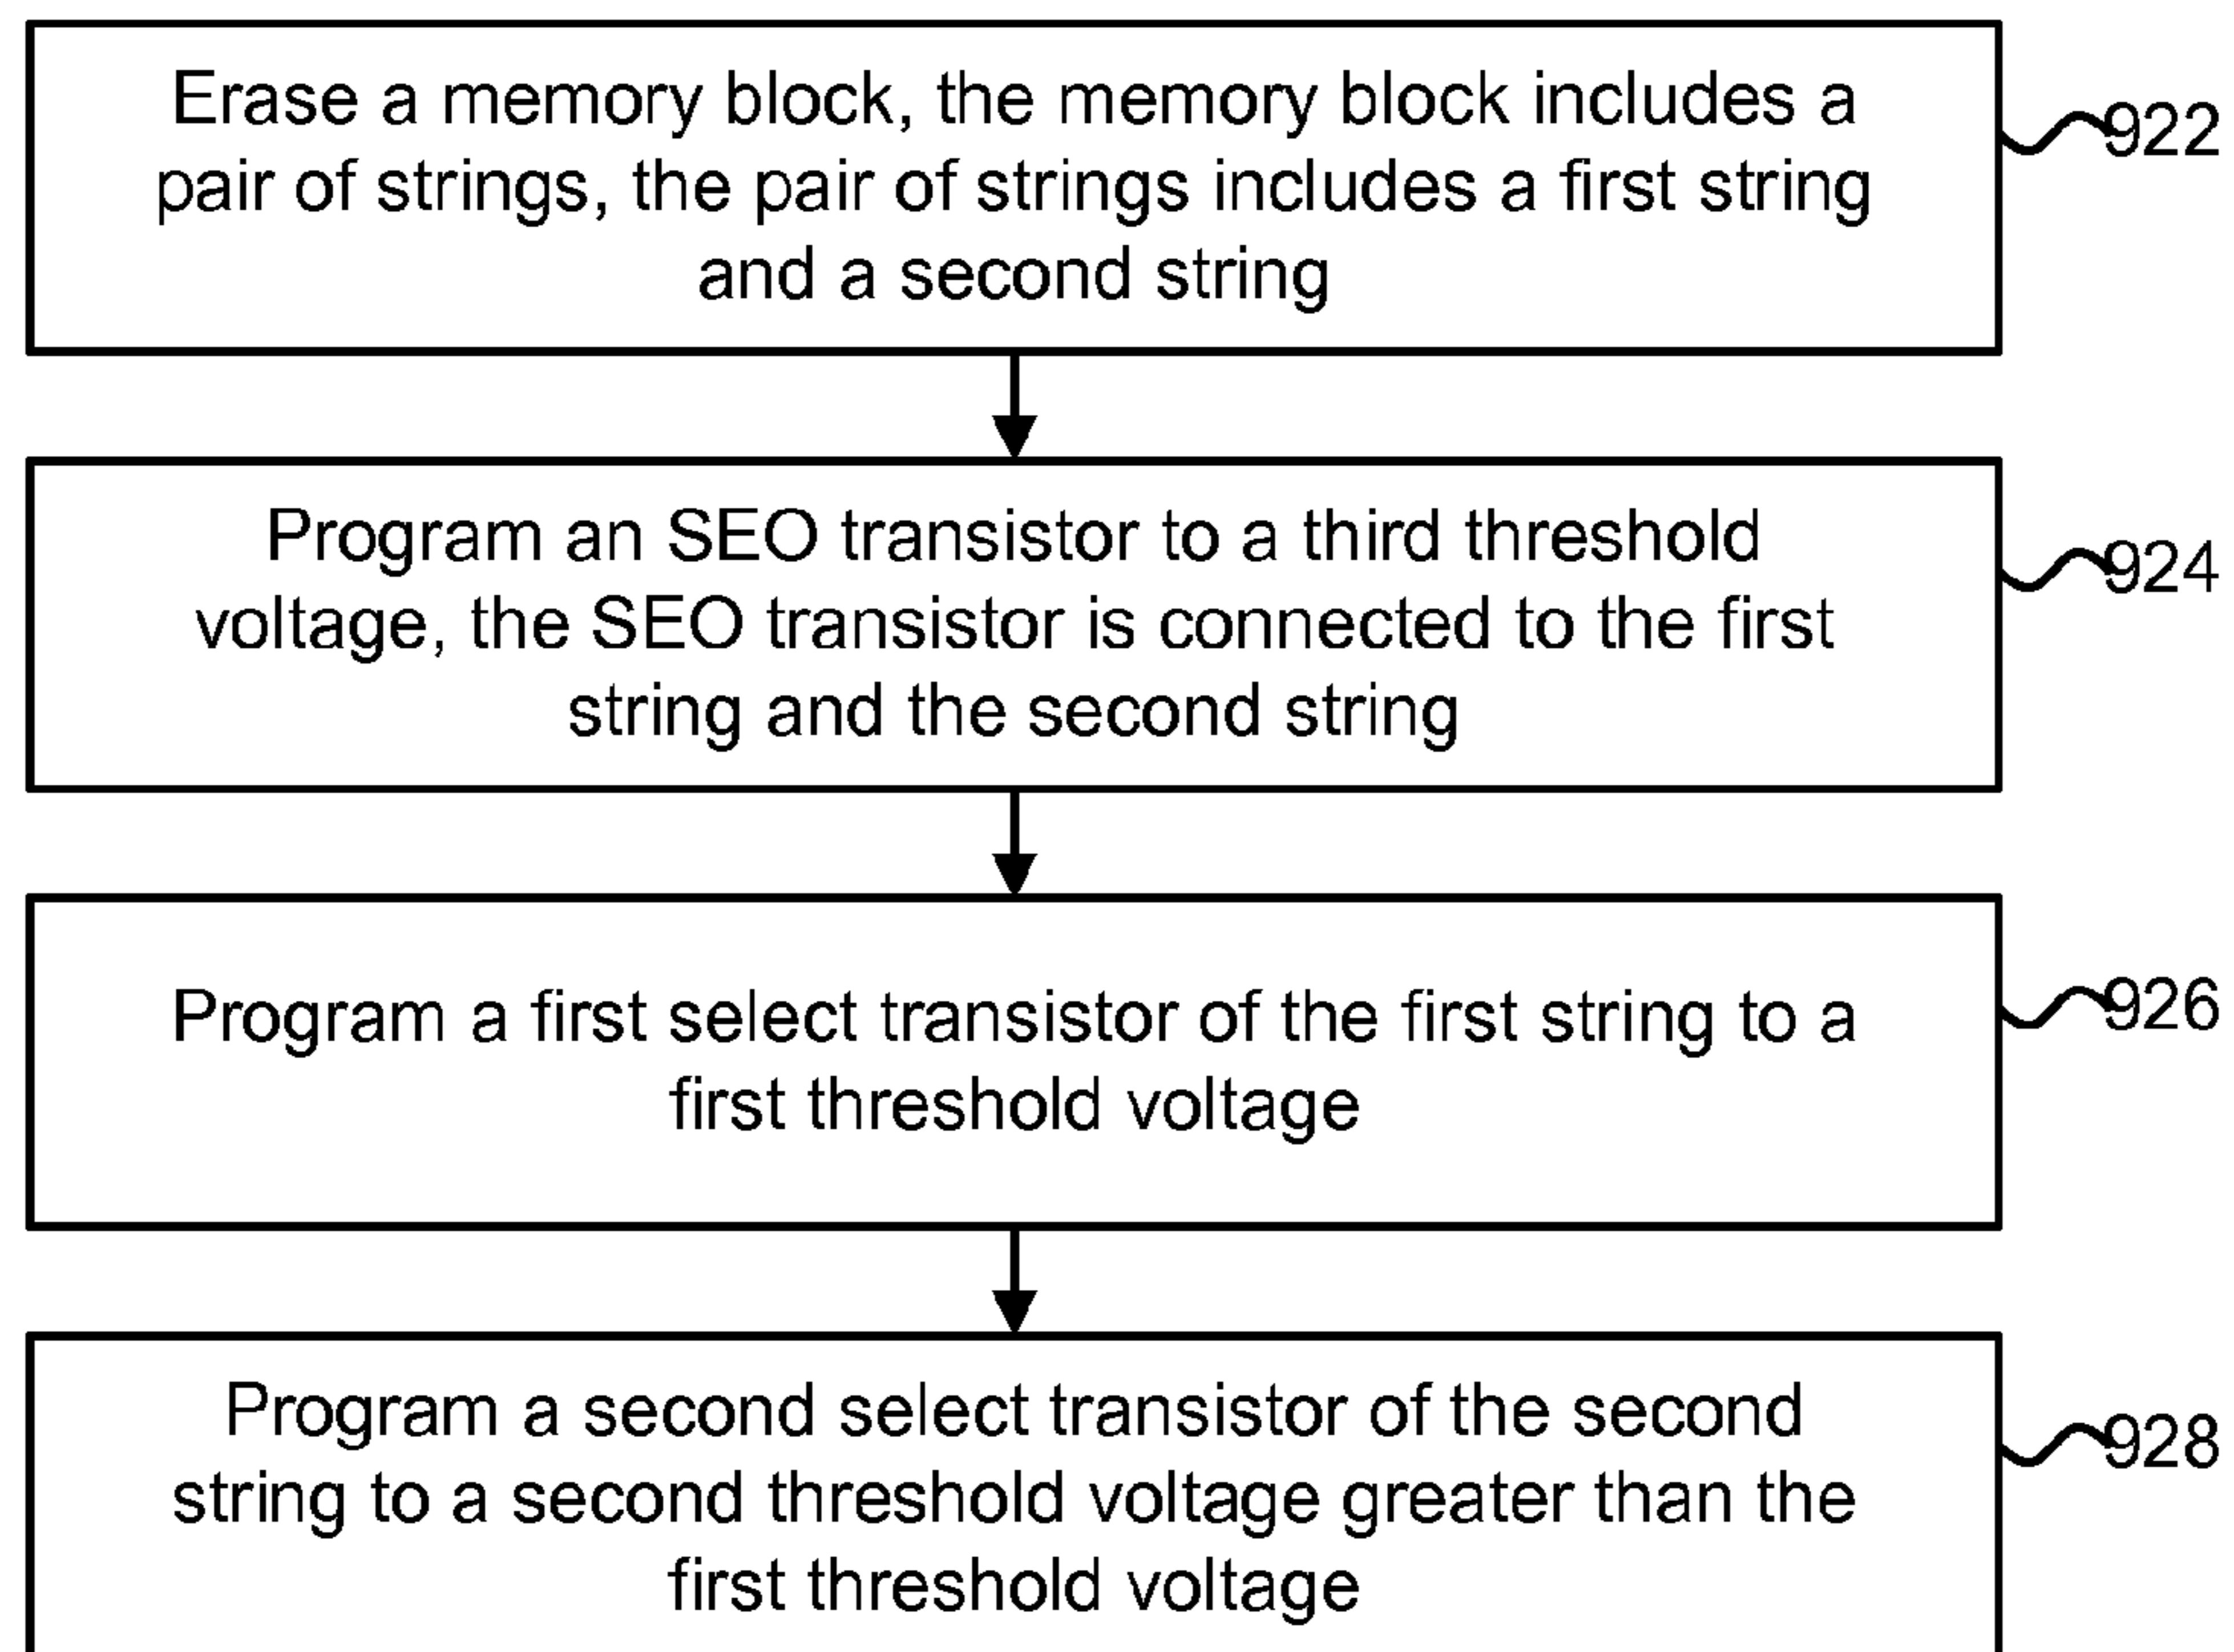 Erase a memory block, the memory block includes a
pair of strings, the pair of strings includes a first string
and a second string
922
Program an SEO transistor to a third threshold
voltage, the SEO transistor is connected to the first
string and the second string
924
Program a first select transistor of the first string to a
first threshold voltage
926
Program a second select transistor of the second
string to a second threshold voltage greater than the
first threshold voltage
928